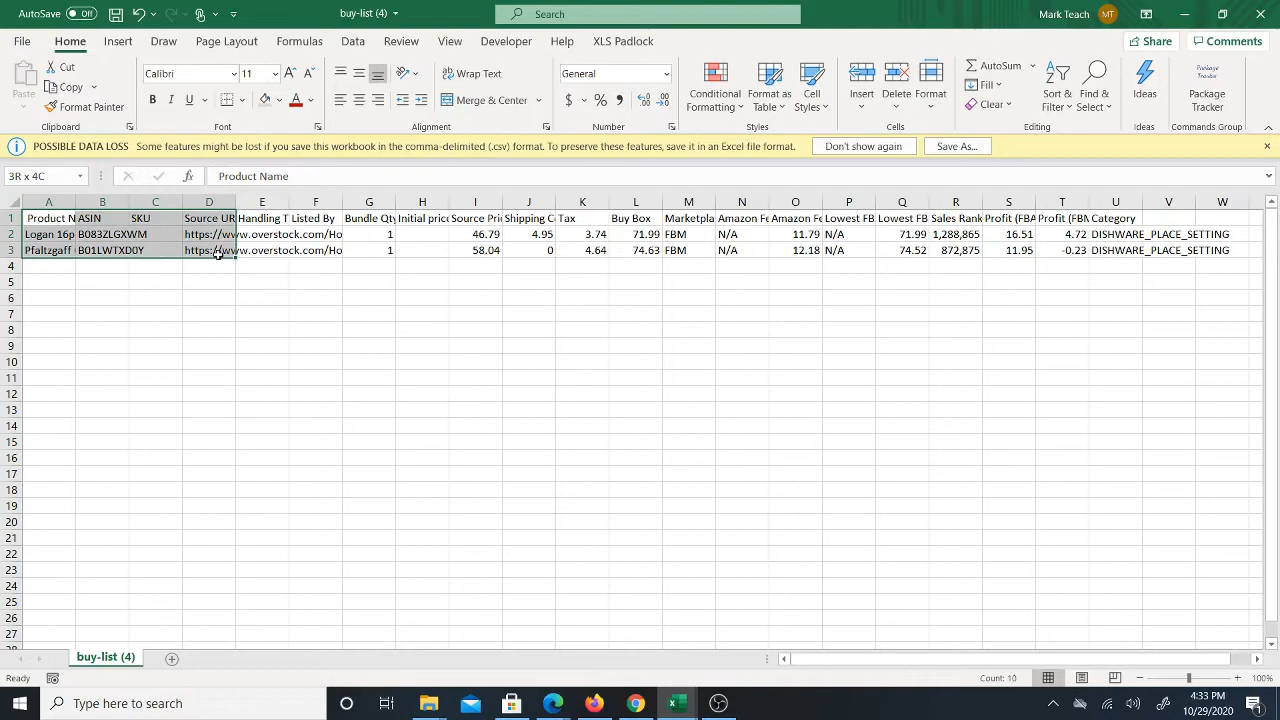 AutoSave Off buy-list (4) Search Mark Teach MT
File Home Insert Draw Page Layout Formulas Data Review View Developer Help XLS Padlock Share Comments
Paste Cut Copy Format Painter Clipboard
Calibri 11 A A B I U A Font
ab Wrap Text Merge & Center Alignment
General $ % , Number
Conditional Formatting Format as Table Cell Styles Styles
Insert Delete Format Cells
AutoSum Fill Clear Sort & Filter Find & Select Editing
Ideas Ideas
Package Tracker Commands Group
POSSIBLE DATA LOSS Some features might be lost if you save this workbook in the comma-delimited (.csv) format. To preserve these features, save it in an Excel file format. Don't show again Save As...
3R x 4C fx Product Name
A B C D E F G H I J K L M N O P Q R S T U V W
1 Product N ASIN SKU Source UR Handling T Listed By Bundle Qty Initial price Source Pri Shipping C Tax Buy Box Marketpla Amazon Fe Amazon Fe Lowest FB Lowest FB Sales Rank Profit (FBA Profit (FBM Category
2 Logan 16p B083ZLGXWM https://www.overstock.com/Ho 1 46.79 4.95 3.74 71.99 FBM N/A 11.79 N/A 71.99 1,288,865 16.51 4.72 DISHWARE_PLACE_SETTING
3 Pfaltzgaff B01LWTXD0Y https://www.overstock.com/Ho 1 58.04 0 4.64 74.63 FBM N/A 12.18 N/A 74.52 872,875 11.95 -0.23 DISHWARE_PLACE_SETTING
4
5
6
7
8
9
10
11
12
13
14
15
16
17
18
19
20
21
22
23
24
25
26
27
buy-list (4)
Ready Count: 10 100%
Type here to search 4:33 PM
10/29/2020